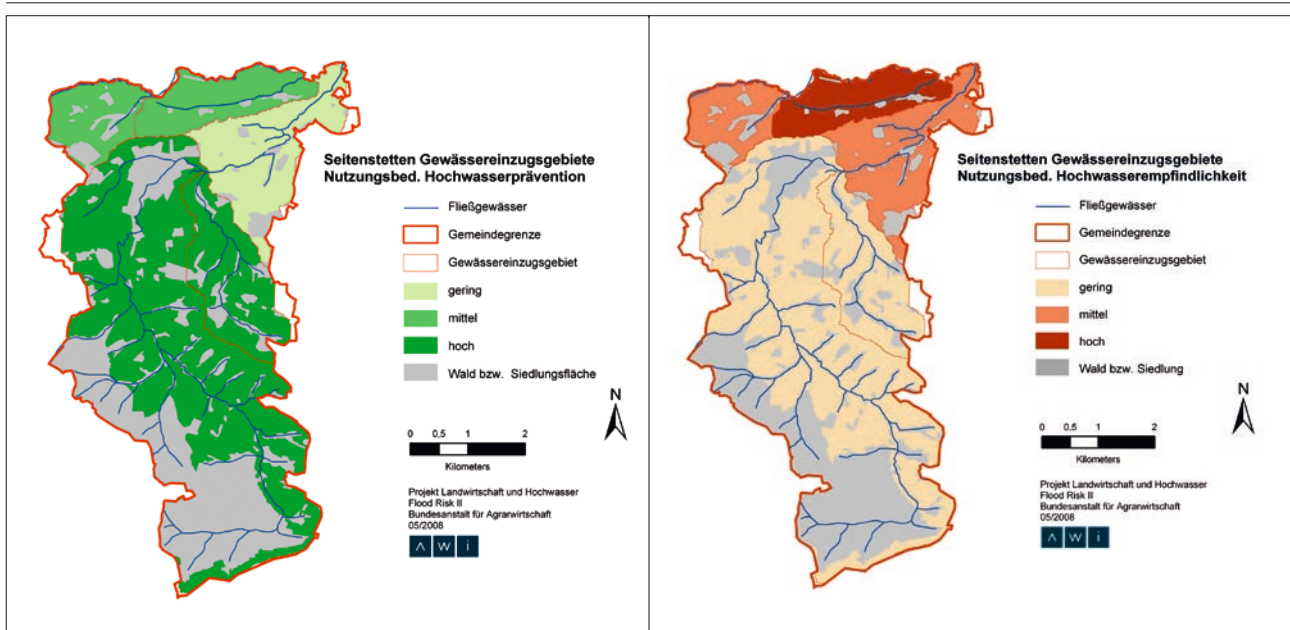 Seitenstetten Gewässereinzugsgebiete
Nutzungsbed. Hochwasserprävention
Fließgewässer
Gemeindegrenze
Gewässereinzugsgebiet
gering
mittel
hoch
Wald bzw. Siedlungsfläche
N
0 0,5 1 2
Kilometers
Projekt Landwirtschaft und Hochwasser
Flood Risk II
Bundesanstalt für Agrarwirtschaft
05/2008
A W i
Seitenstetten Gewässereinzugsgebiete
Nutzungsbed. Hochwasserempfindlichkeit
Fließgewässer
Gemeindegrenze
Gewässereinzugsgebiet
gering
mittel
hoch
Wald bzw. Siedlung
N
0 0,5 1 2
Kilometers
Projekt Landwirtschaft und Hochwasser
Flood Risk II
Bundesanstalt für Agrarwirtschaft
05/2008
A W i